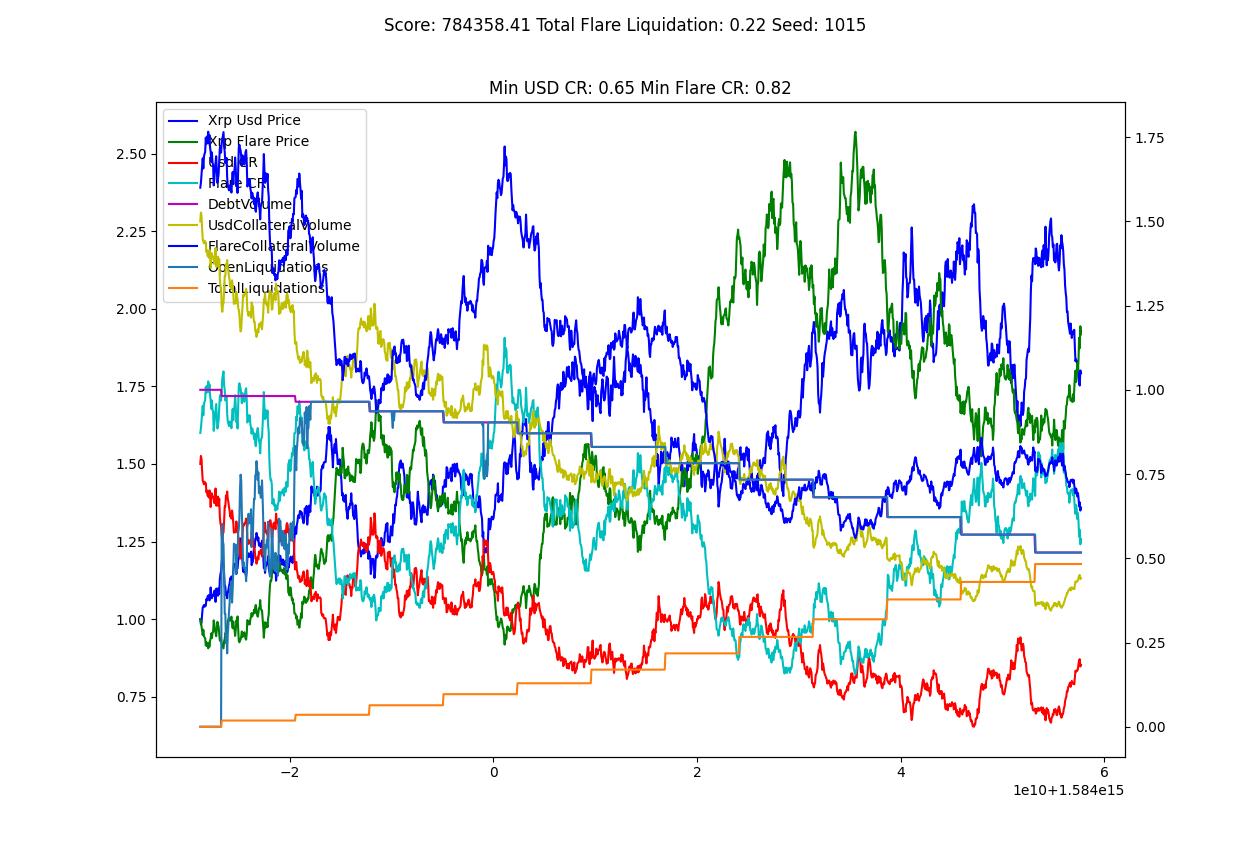 Score: 784358.41 Total Flare Liquidation: 0.22 Seed: 1015
Min USD CR: 0.65 Min Flare CR: 0.82
Xrp Usd Price
Xrp Flare Price
Usd CR
Flare CR
DebtVolume
UsdCollateralVolume
FlareCollateralVolume
OpenLiquidations
TotalLiquidations
2.50
2.25
2.00
1.75
1.50
1.25
1.00
0.75
1.75
1.50
1.25
1.00
0.75
0.50
0.25
0.00
−2 0 2 4 6
1e10+1.584e15